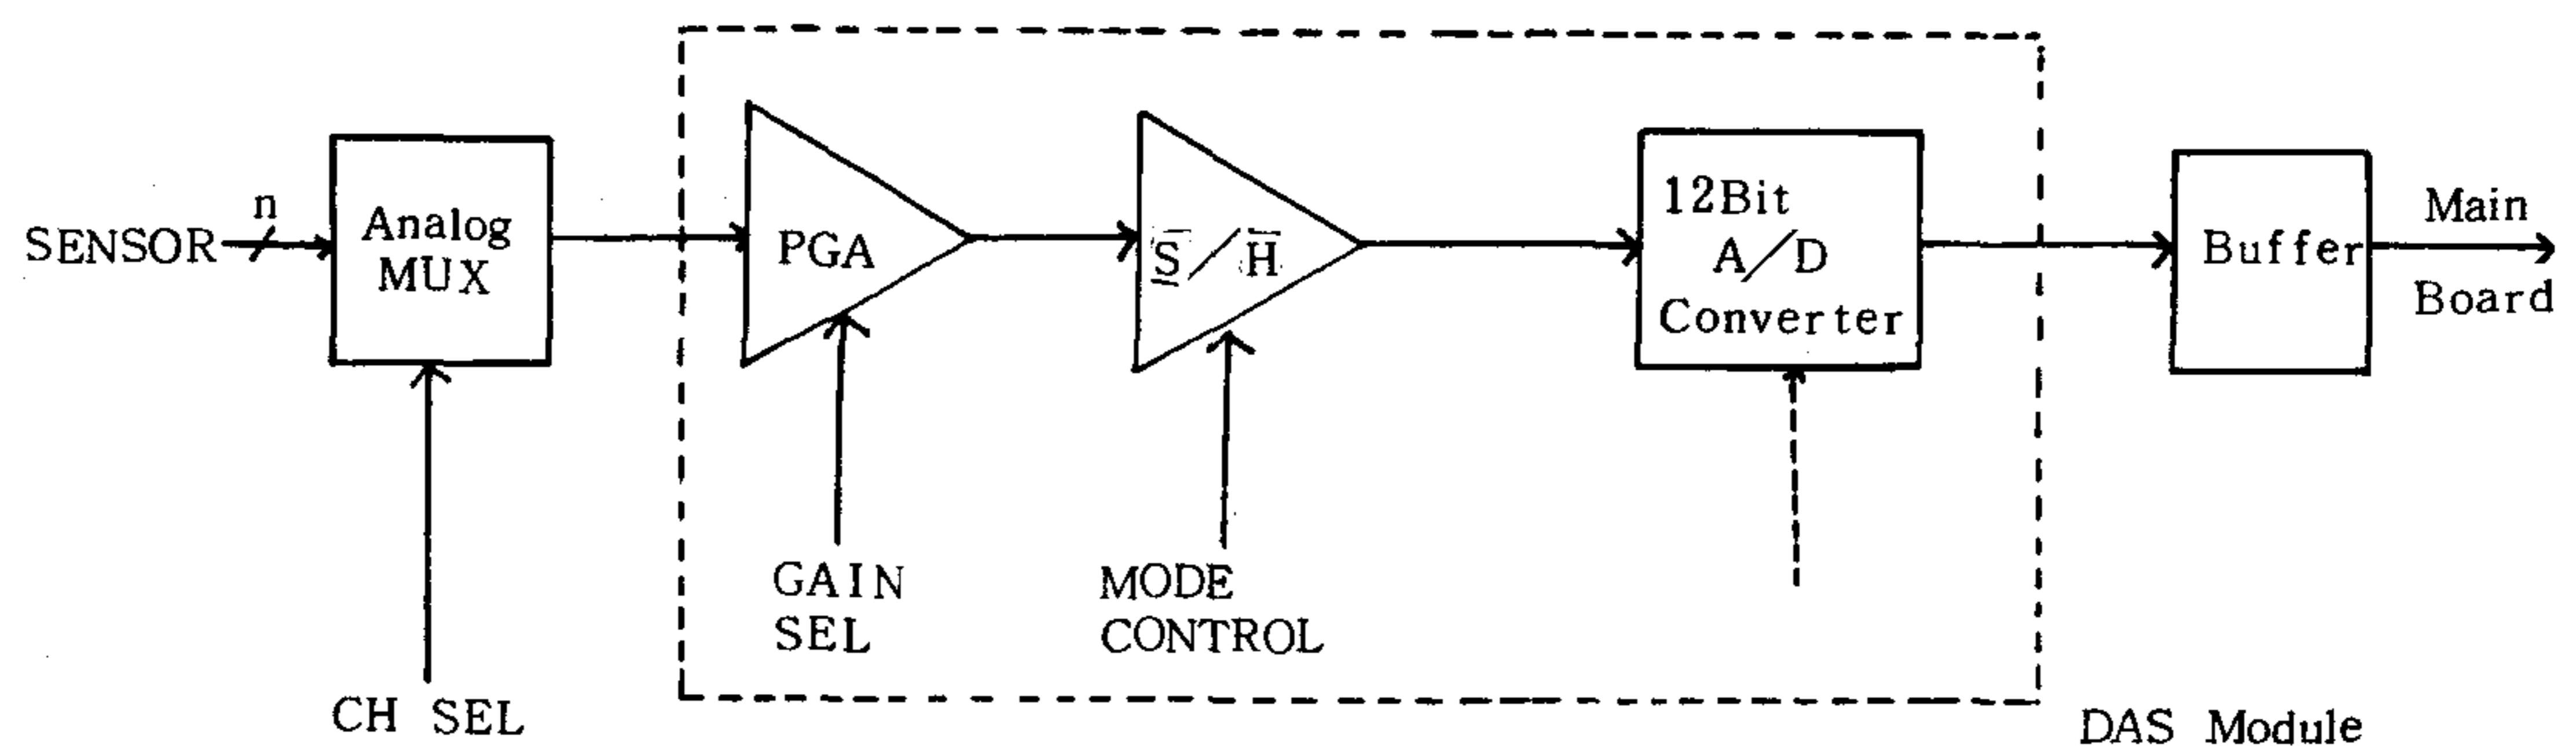 SENSOR
n
Analog
MUX
CH SEL
PGA
GAIN
SEL
S/H
MODE
CONTROL
12Bit
A/D
Converter
Buffer
Main
Board
DAS Module